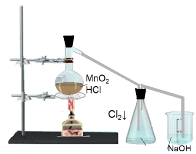 MnO₂
HCl
Cl₂↓
NaOH